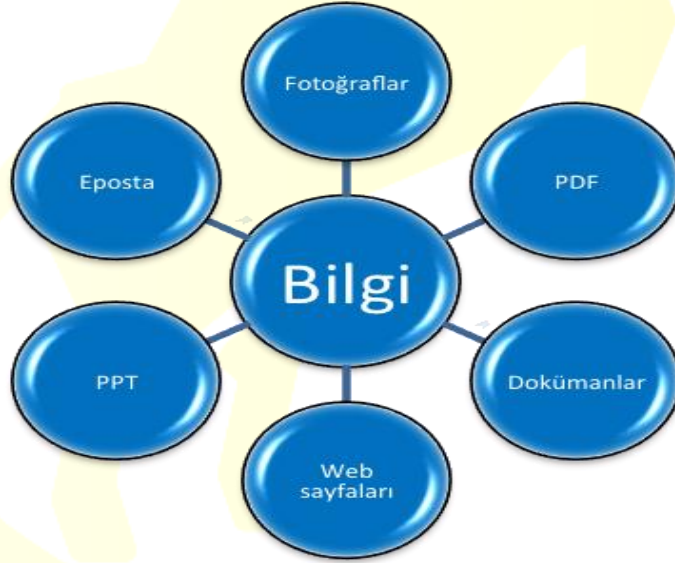 Fotoğraflar
Eposta
PDF
Bilgi
PPT
Dokümanlar
Web
sayfaları